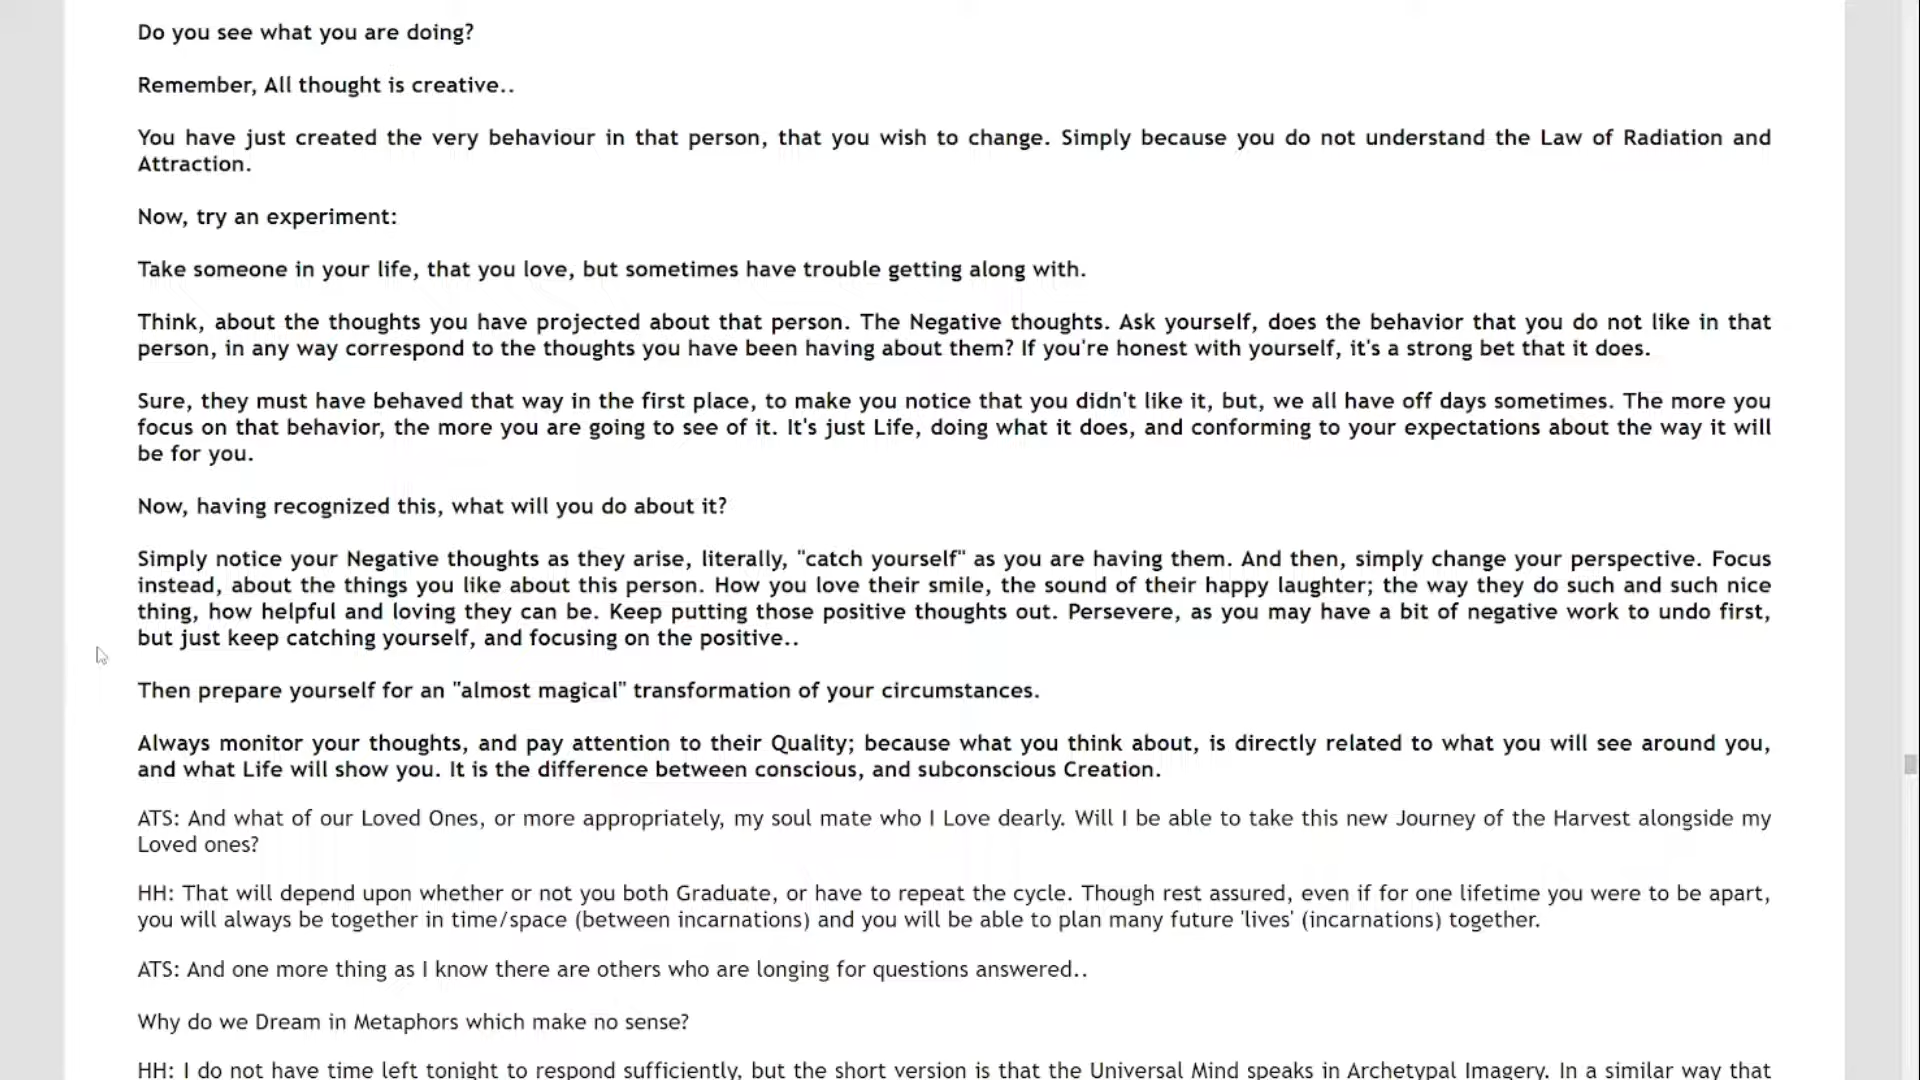 Do you see what you are doing?
Remember, All thought is creative..
You have just created the very behaviour in that person, that you wish to change. Simply because you do not understand the Law of Radiation and
Attraction.
Now, try an experiment:
Take someone in your life, that you love, but sometimes have trouble getting along with.
Think, about the thoughts you have projected about that person. The Negative thoughts. Ask yourself, does the behavior that you do not like in that
person, in any way correspond to the thoughts you have been having about them? If you're honest with yourself, it's a strong bet that it does.
Sure, they must have behaved that way in the first place, to make you notice that you didn't like it, but, we all have off days sometimes. The more you
focus on that behavior, the more you are going to see of it. It's just Life, doing what it does, and conforming to your expectations about the way it will
be for you.
Now, having recognized this, what will you do about it?
Simply notice your Negative thoughts as they arise, literally, "catch yourself" as you are having them. And then, simply change your perspective. Focus
instead, about the things you like about this person. How you love their smile, the sound of their happy laughter; the way they do such and such nice
thing, how helpful and loving they can be. Keep putting those positive thoughts out. Persevere, as you may have a bit of negative work to undo first,
but just keep catching yourself, and focusing on the positive..
Then prepare yourself for an "almost magical" transformation of your circumstances.
Always monitor your thoughts, and pay attention to their Quality; because what you think about, is directly related to what you will see around you,
and what Life will show you. It is the difference between conscious, and subconscious Creation.
ATS: And what of our Loved Ones, or more appropriately, my soul mate who I Love dearly. Will I be able to take this new Journey of the Harvest alongside my
Loved ones?
HH: That will depend upon whether or not you both Graduate, or have to repeat the cycle. Though rest assured, even if for one lifetime you were to be apart,
you will always be together in time/space (between incarnations) and you will be able to plan many future 'lives' (incarnations) together.
ATS: And one more thing as I know there are others who are longing for questions answered..
Why do we Dream in Metaphors which make no sense?
HH: I do not have time left tonight to respond sufficiently, but the short version is that the Universal Mind speaks in Archetypal Imagery. In a similar way that